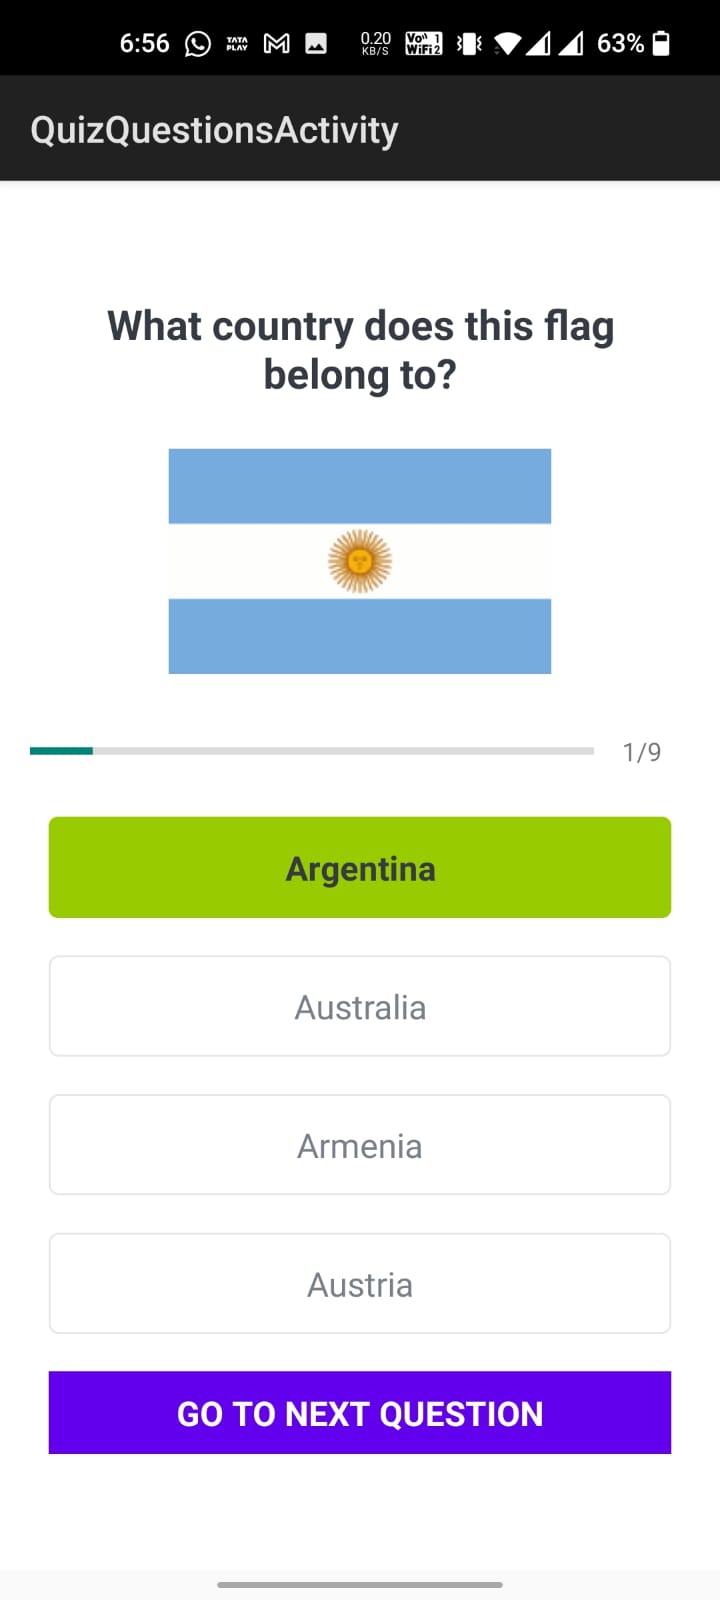 6:56 TATA PLAY 0.20 KB/S Vo)) 1 WiFi 2 63%
QuizQuestionsActivity
What country does this flag
belong to?
1/9
Argentina
Australia
Armenia
Austria
GO TO NEXT QUESTION